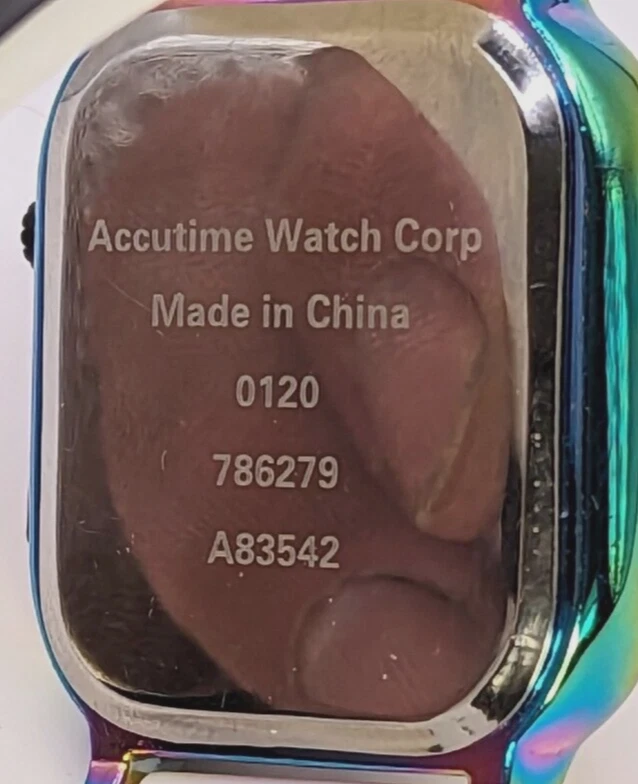 Accutime Watch Corp
Made in China
0120
786279
A83542